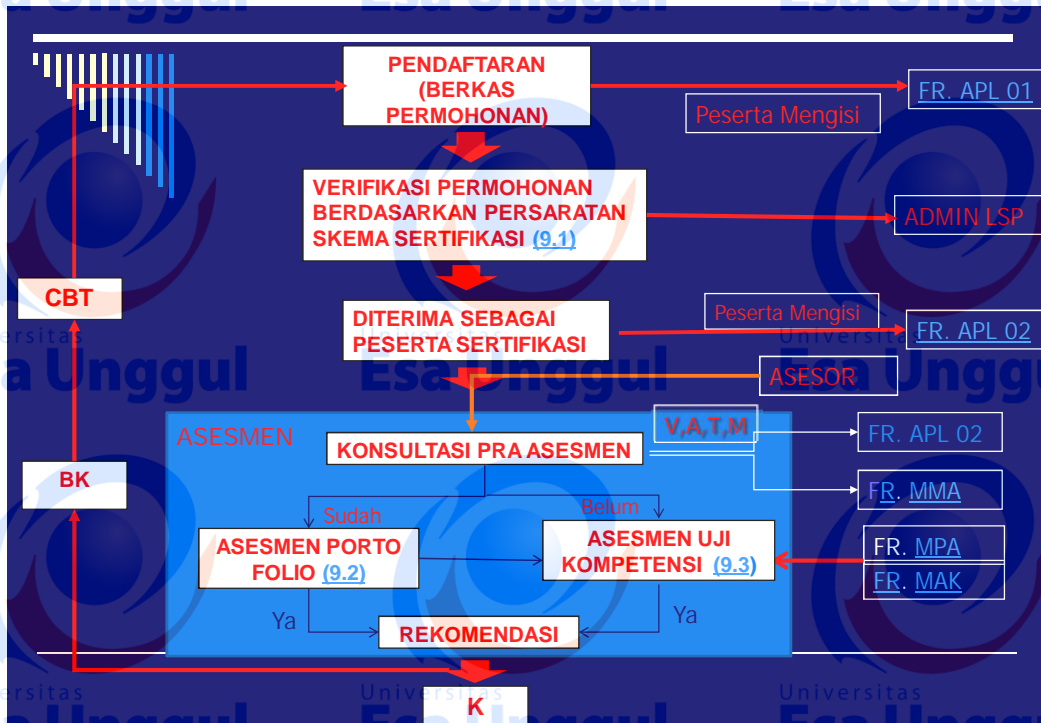 PENDAFTARAN
(BERKAS
PERMOHONAN)
FR. APL 01
Peserta Mengisi
VERIFIKASI PERMOHONAN
BERDASARKAN PERSARATAN
SKEMA SERTIFIKASI (9.1)
ADMIN LSP
CBT
DITERIMA SEBAGAI
PESERTA SERTIFIKASI
Peserta Mengisi
FR. APL 02
ASESOR
ASESMEN
V,A,T,M
KONSULTASI PRA ASESMEN
FR. APL 02
BK
FR. MMA
Sudah
Belum
ASESMEN PORTO
FOLIO (9.2)
ASESMEN UJI
KOMPETENSI (9.3)
FR. MPA
FR. MAK
Ya
Ya
REKOMENDASI
K
Universitas
Esa Unggul